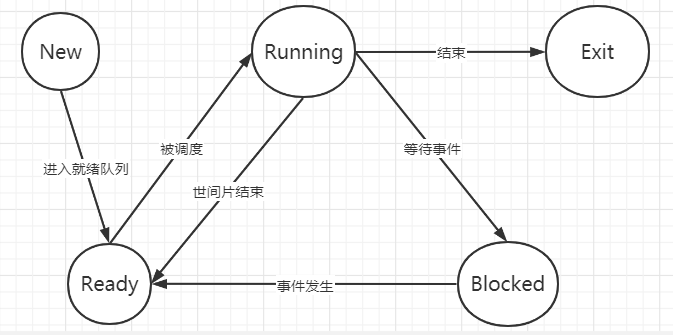 New
Running
结束
Exit
被调度
等待事件
进入就绪队列
世间片结束
Ready
事件发生
Blocked